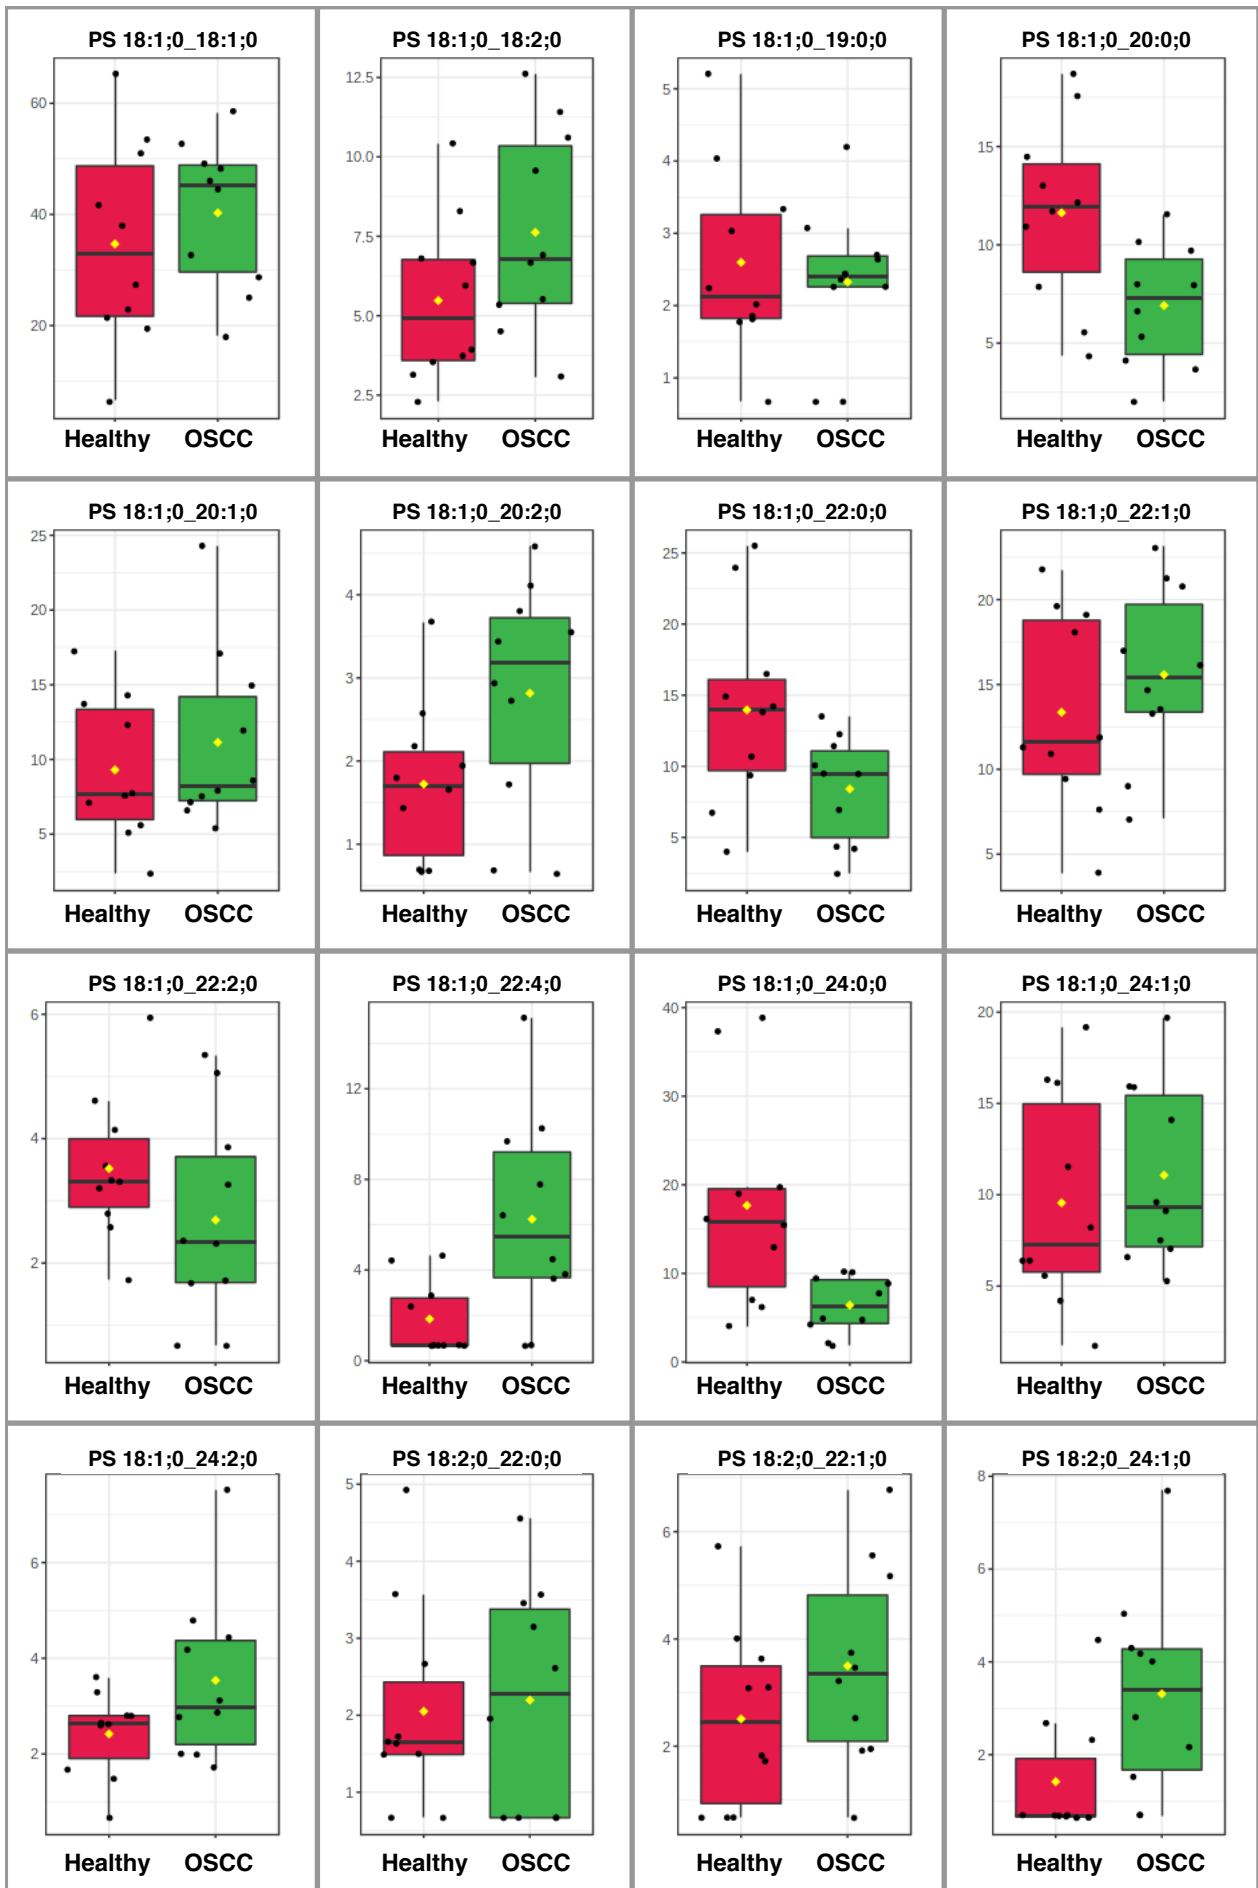 PS 18:1;0_18:1;0
60
40
20
Healthy OSCC
PS 18:1;0_18:2;0
12.5
10.0
7.5
5.0
2.5
Healthy OSCC
PS 18:1;0_19:0;0
5
4
3
2
1
Healthy OSCC
PS 18:1;0_20:0;0
15
10
5
Healthy OSCC
PS 18:1;0_20:1;0
25
20
15
10
5
Healthy OSCC
PS 18:1;0_20:2;0
4
3
2
1
Healthy OSCC
PS 18:1;0_22:0;0
25
20
15
10
5
Healthy OSCC
PS 18:1;0_22:1;0
20
15
10
5
Healthy OSCC
PS 18:1;0_22:2;0
6
4
2
Healthy OSCC
PS 18:1;0_22:4;0
12
8
4
0
Healthy OSCC
PS 18:1;0_24:0;0
40
30
20
10
0
Healthy OSCC
PS 18:1;0_24:1;0
20
15
10
5
Healthy OSCC
PS 18:1;0_24:2;0
6
4
2
Healthy OSCC
PS 18:2;0_22:0;0
5
4
3
2
1
Healthy OSCC
PS 18:2;0_22:1;0
6
4
2
Healthy OSCC
PS 18:2;0_24:1;0
8
6
4
2
Healthy OSCC